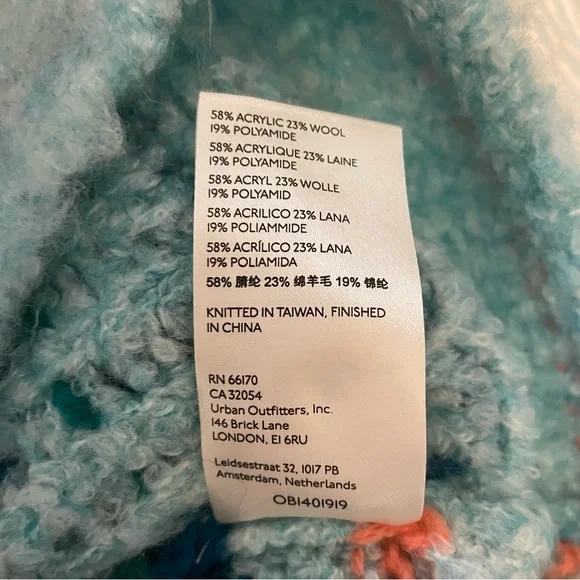 58% ACRYLIC 23% WOOL
19% POLYAMIDE
58% ACRYLIQUE 23% LAINE
19% POLYAMIDE
58% ACRYL 23% WOLLE
19% POLYAMID
58% ACRILICO 23% LANA
19% POLIAMMIDE
58% ACRÍLICO 23% LANA
19% POLIAMIDA
58% 腈纶 23% 绵羊毛 19% 锦纶
KNITTED IN TAIWAN, FINISHED
IN CHINA
RN 66170
CA 32054
Urban Outfitters, Inc.
146 Brick Lane
LONDON, E1 6RU
Leidsestraat 32, 1017 PB
Amsterdam, Netherlands
OB1401919